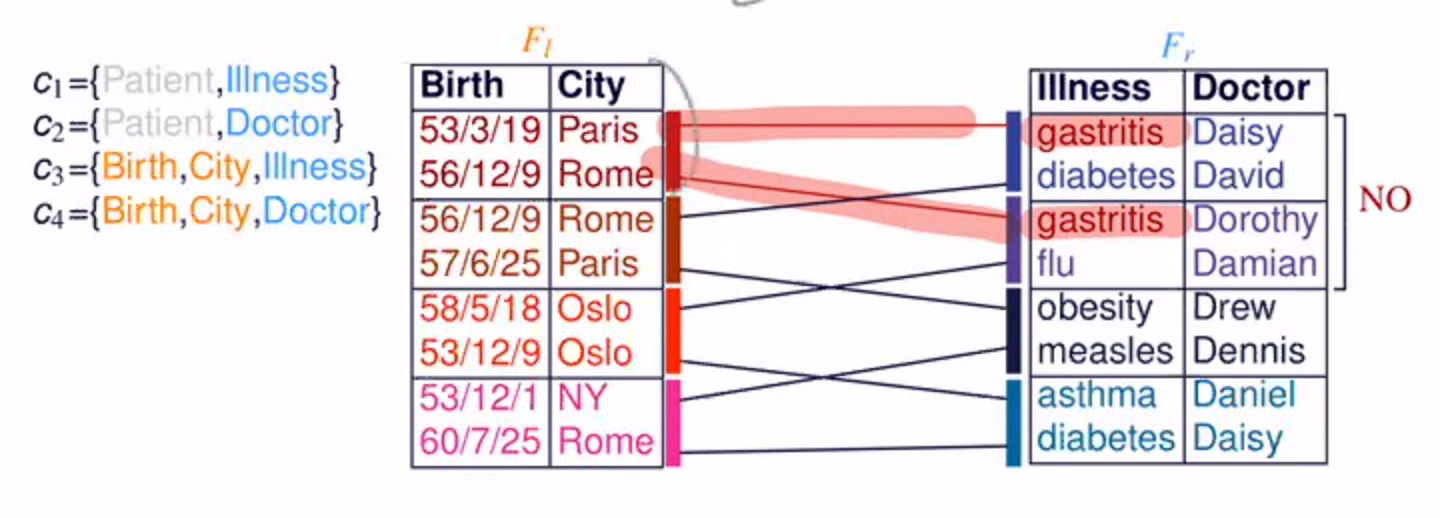 F_l
F_r
c1={Patient,Illness}
c2={Patient,Doctor}
c3={Birth,City,Illness}
c4={Birth,City,Doctor}
Birth City
53/3/19 Paris
56/12/9 Rome
56/12/9 Rome
57/6/25 Paris
58/5/18 Oslo
53/12/9 Oslo
53/12/1 NY
60/7/25 Rome
Illness Doctor
gastritis Daisy
diabetes David
gastritis Dorothy
flu Damian
obesity Drew
measles Dennis
asthma Daniel
diabetes Daisy
NO